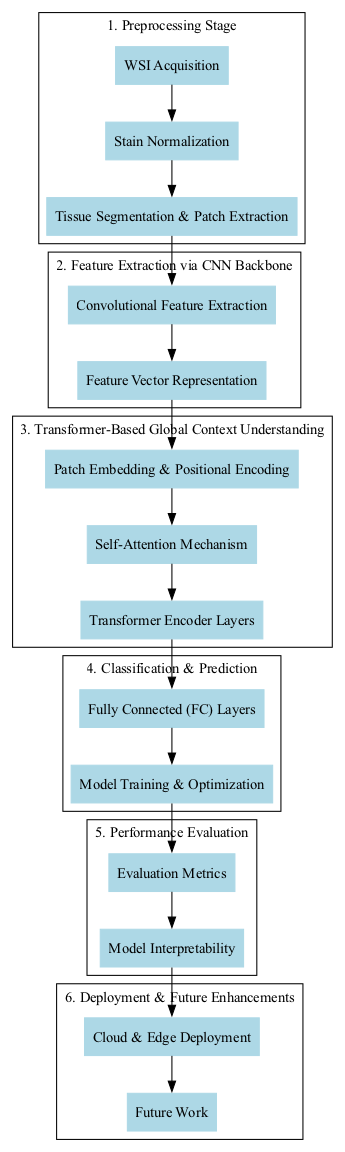 1. Preprocessing Stage
WSI Acquisition
Stain Normalization
Tissue Segmentation & Patch Extraction
2. Feature Extraction via CNN Backbone
Convolutional Feature Extraction
Feature Vector Representation
3. Transformer-Based Global Context Understanding
Patch Embedding & Positional Encoding
Self-Attention Mechanism
Transformer Encoder Layers
4. Classification & Prediction
Fully Connected (FC) Layers
Model Training & Optimization
5. Performance Evaluation
Evaluation Metrics
Model Interpretability
6. Deployment & Future Enhancements
Cloud & Edge Deployment
Future Work